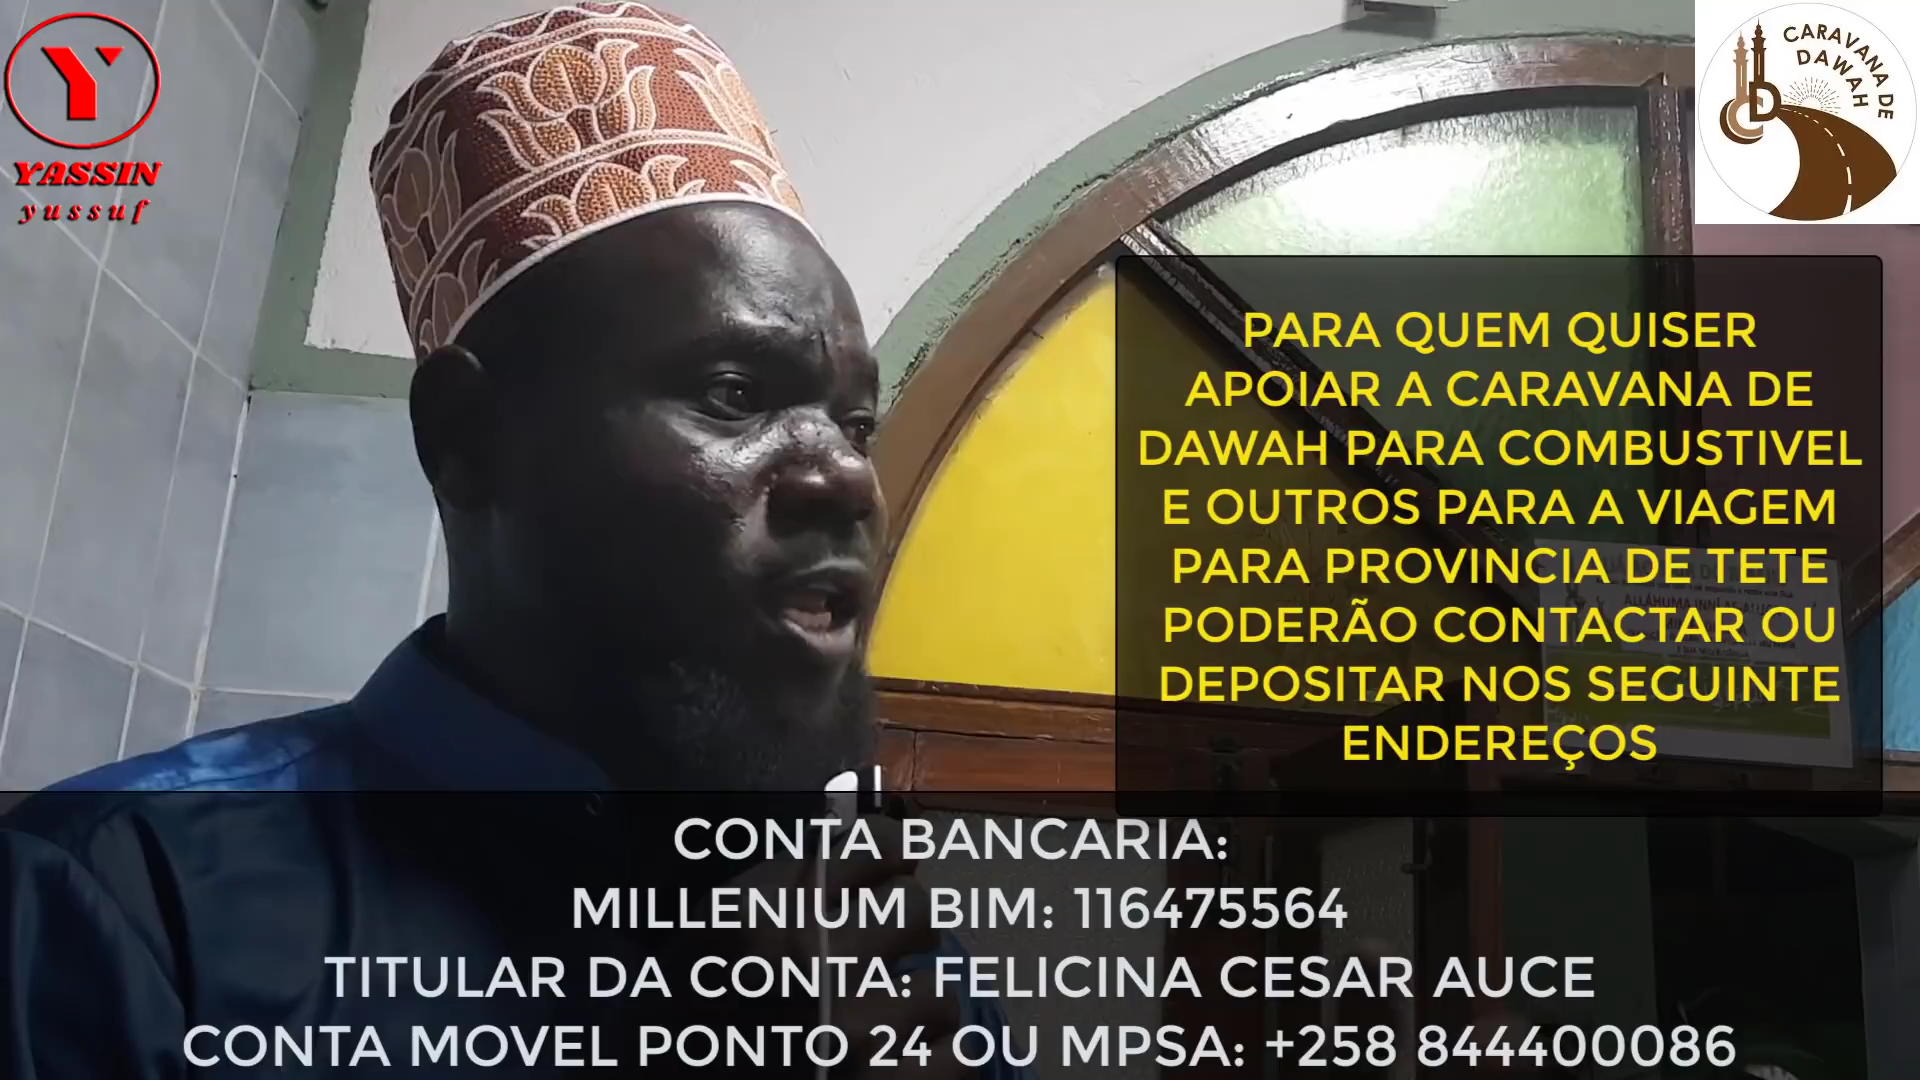 Y
YASSIN
yussuf
CARAVANA DE
DAWAH
CD
PARA QUEM QUISER
APOIAR A CARAVANA DE
DAWAH PARA COMBUSTIVEL
E OUTROS PARA A VIAGEM
PARA PROVINCIA DE TETE
PODERÃO CONTACTAR OU
DEPOSITAR NOS SEGUINTE
ENDEREÇOS
CONTA BANCARIA:
MILLENIUM BIM: 116475564
TITULAR DA CONTA: FELICINA CESAR AUCE
CONTA MOVEL PONTO 24 OU MPSA: +258 844400086